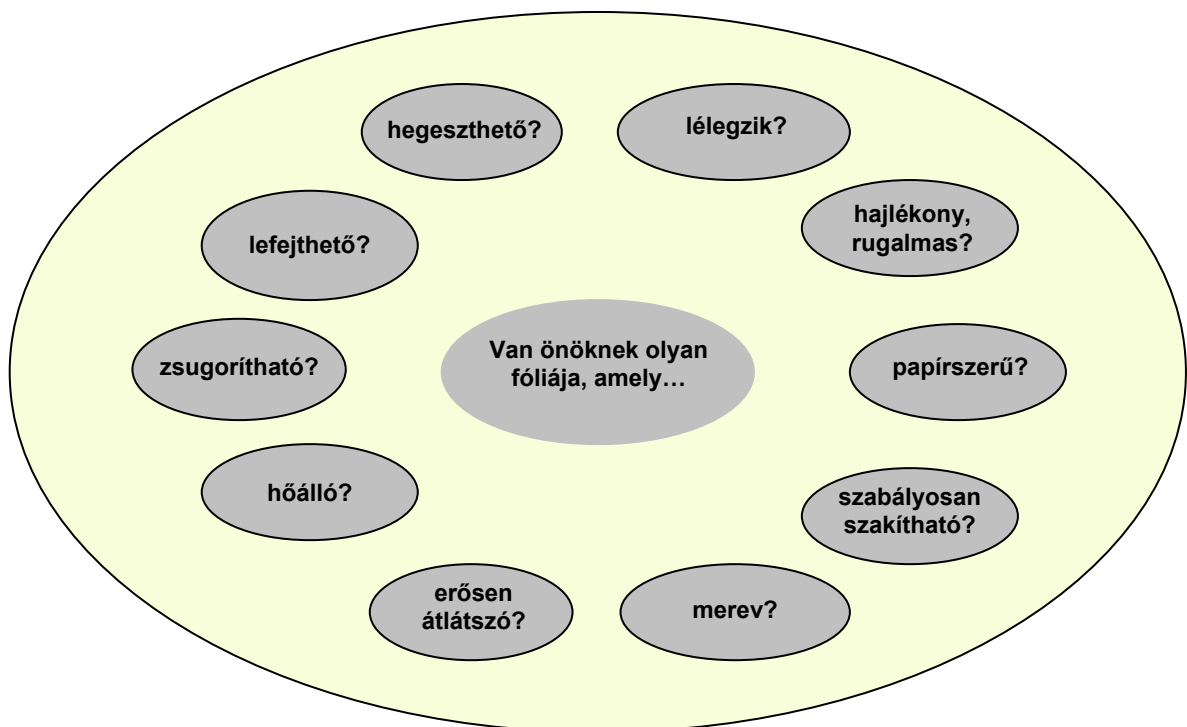 hegeszthető?
lélegzik?
hajlékony,
rugalmas?
lefejthető?
Van önöknek olyan
fóliája, amely…
zsugorítható?
papírszerű?
hőálló?
szabályosan
szakítható?
erősen
átlátszó?
merev?